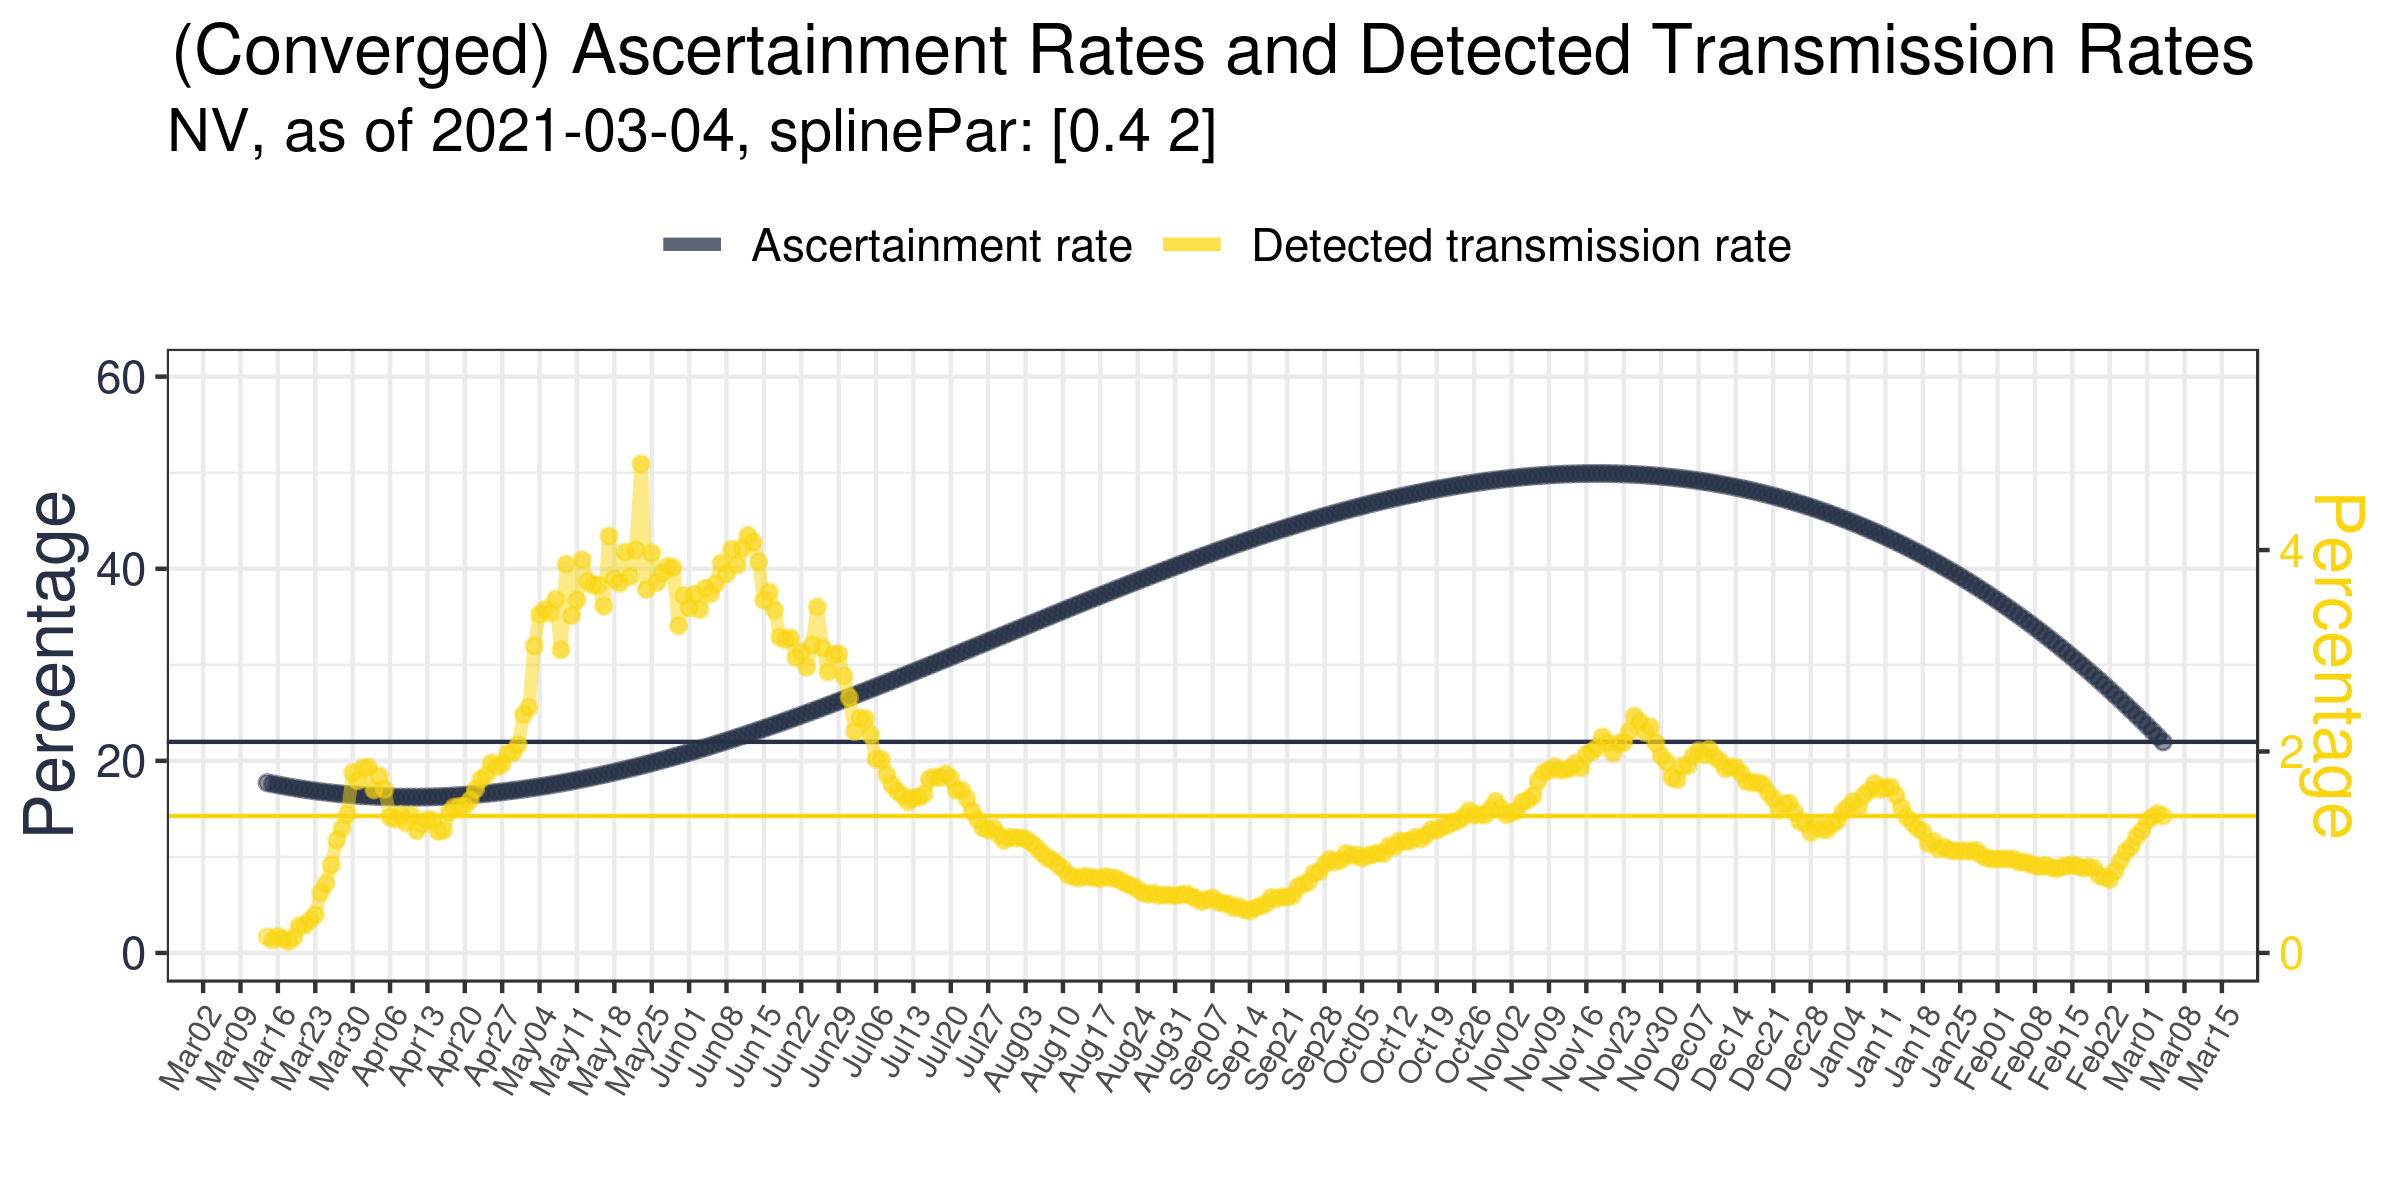 (Converged) Ascertainment Rates and Detected Transmission Rates
NV, as of 2021-03-04, splinePar: [0.4 2]
Ascertainment rate Detected transmission rate
Percentage
60
40
20
0
4
2
0
Percentage
Mar02 Mar09 Mar16 Mar23 Mar30 Apr06 Apr13 Apr20 Apr27 May04 May11 May18 May25 Jun01 Jun08 Jun15 Jun22 Jun29 Jul06 Jul13 Jul20 Jul27 Aug03 Aug10 Aug17 Aug24 Aug31 Sep07 Sep14 Sep21 Sep28 Oct05 Oct12 Oct19 Oct26 Nov02 Nov09 Nov16 Nov23 Nov30 Dec07 Dec14 Dec21 Dec28 Jan04 Jan11 Jan18 Jan25 Feb01 Feb08 Feb15 Feb22 Mar01 Mar08 Mar15